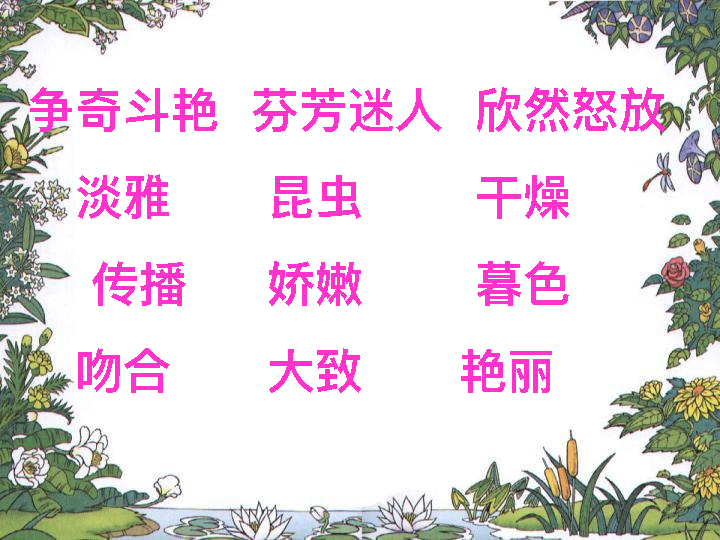 争奇斗艳 芬芳迷人 欣然怒放
淡雅 昆虫 干燥
传播 娇嫩 暮色
吻合 大致 艳丽